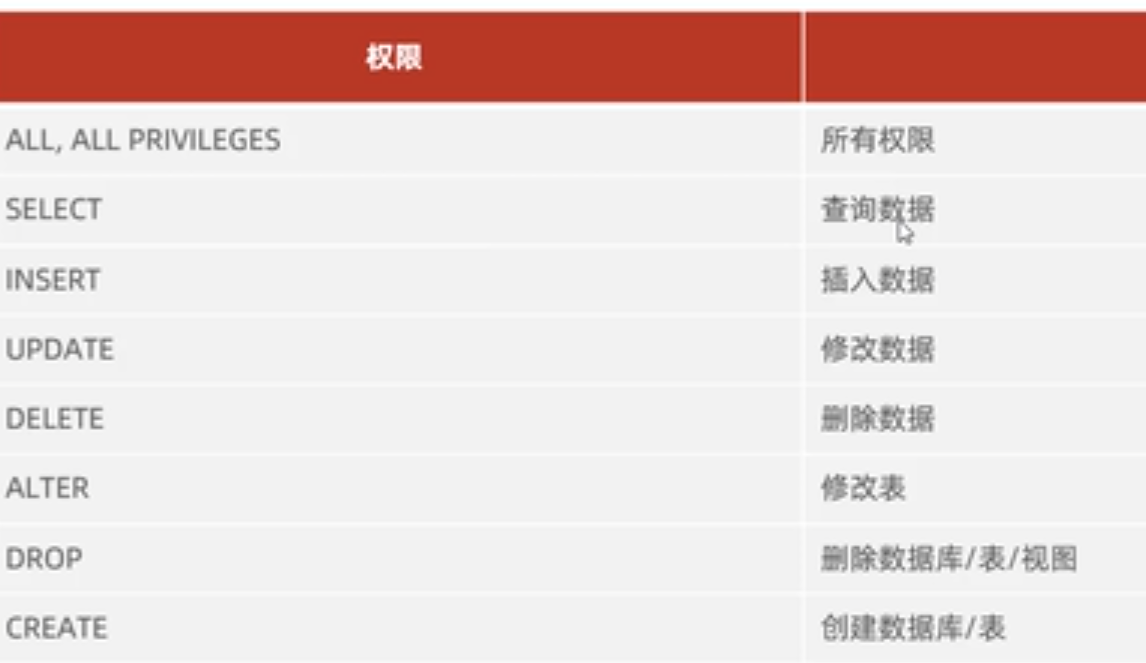 权限
ALL, ALL PRIVILEGES 所有权限
SELECT 查询数据
INSERT 插入数据
UPDATE 修改数据
DELETE 删除数据
ALTER 修改表
DROP 删除数据库/表/视图
CREATE 创建数据库/表